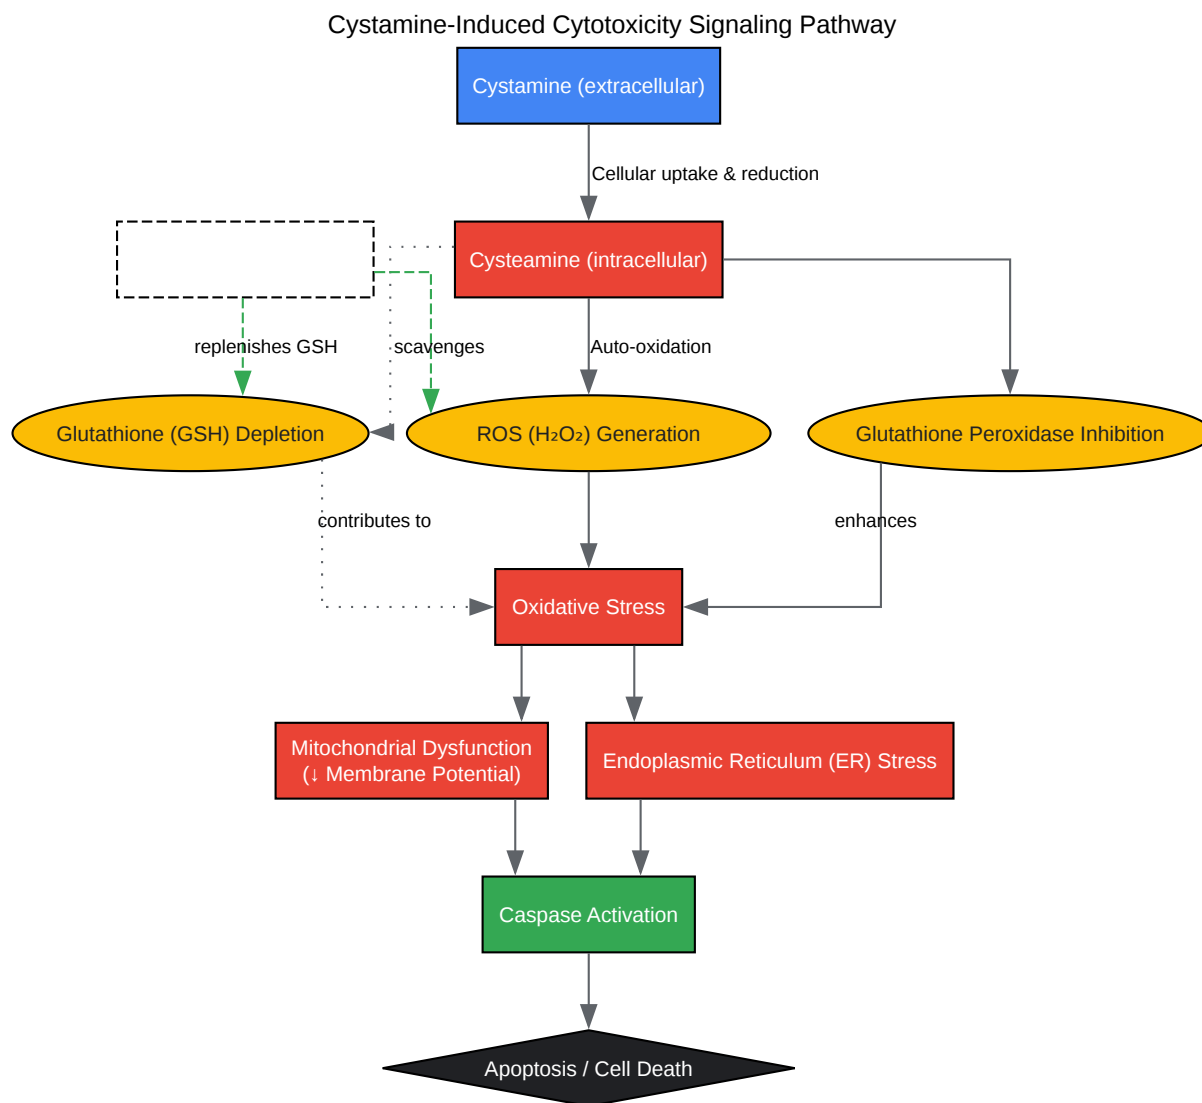 Cystamine-Induced Cytotoxicity Signaling Pathway
Cystamine (extracellular)
Cellular uptake & reduction
Cysteamine (intracellular)
replenishes GSH
scavenges
Auto-oxidation
Glutathione (GSH) Depletion
ROS (H₂O₂) Generation
Glutathione Peroxidase Inhibition
contributes to
enhances
Oxidative Stress
Mitochondrial Dysfunction
(↓ Membrane Potential)
Endoplasmic Reticulum (ER) Stress
Caspase Activation
Apoptosis / Cell Death